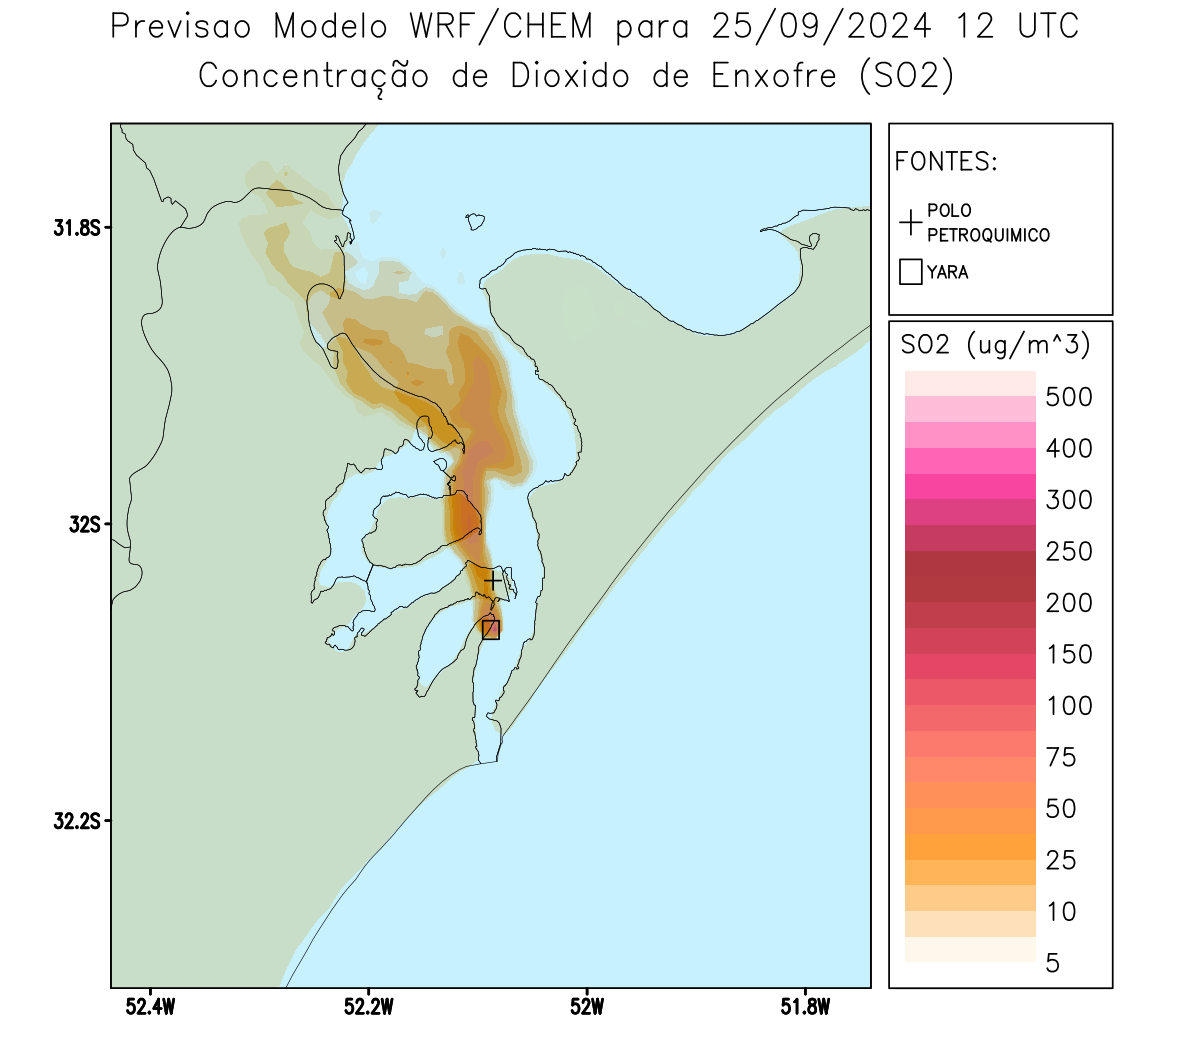 Previsao Modelo WRF/CHEM para 25/09/2024 12 UTC
Concentração de Dioxido de Enxofre (SO2)
FONTES:
POLO
PETROQUIMICO
YARA
31.8S
32S
32.2S
52.4W
52.2W
52W
51.8W
SO2 (ug/m^3)
500
400
300
250
200
150
100
75
50
25
10
5